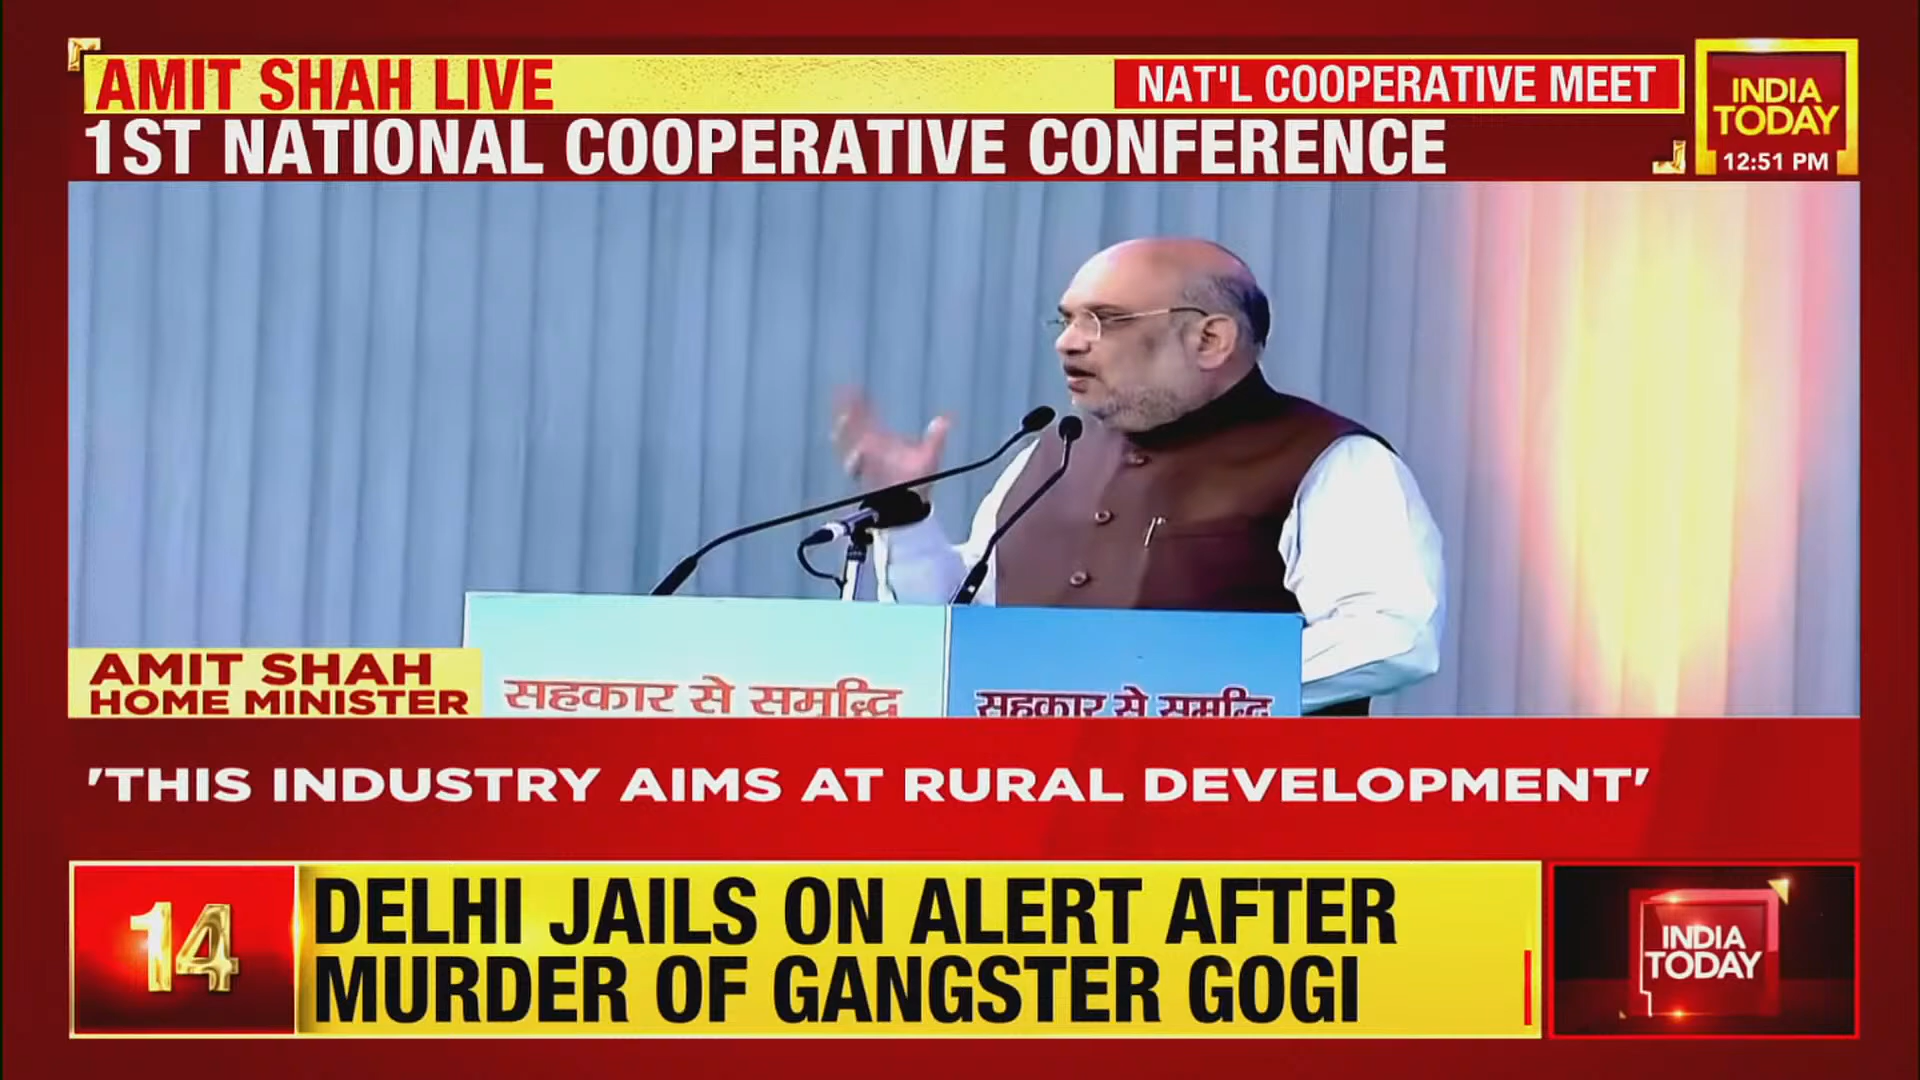 AMIT SHAH LIVE
NAT'L COOPERATIVE MEET
1ST NATIONAL COOPERATIVE CONFERENCE
INDIA
TODAY
12:51 PM
AMIT SHAH
HOME MINISTER
सहकार से समृद्धि
सहकार से समृद्धि
'THIS INDUSTRY AIMS AT RURAL DEVELOPMENT'
14
DELHI JAILS ON ALERT AFTER
MURDER OF GANGSTER GOGI
INDIA
TODAY